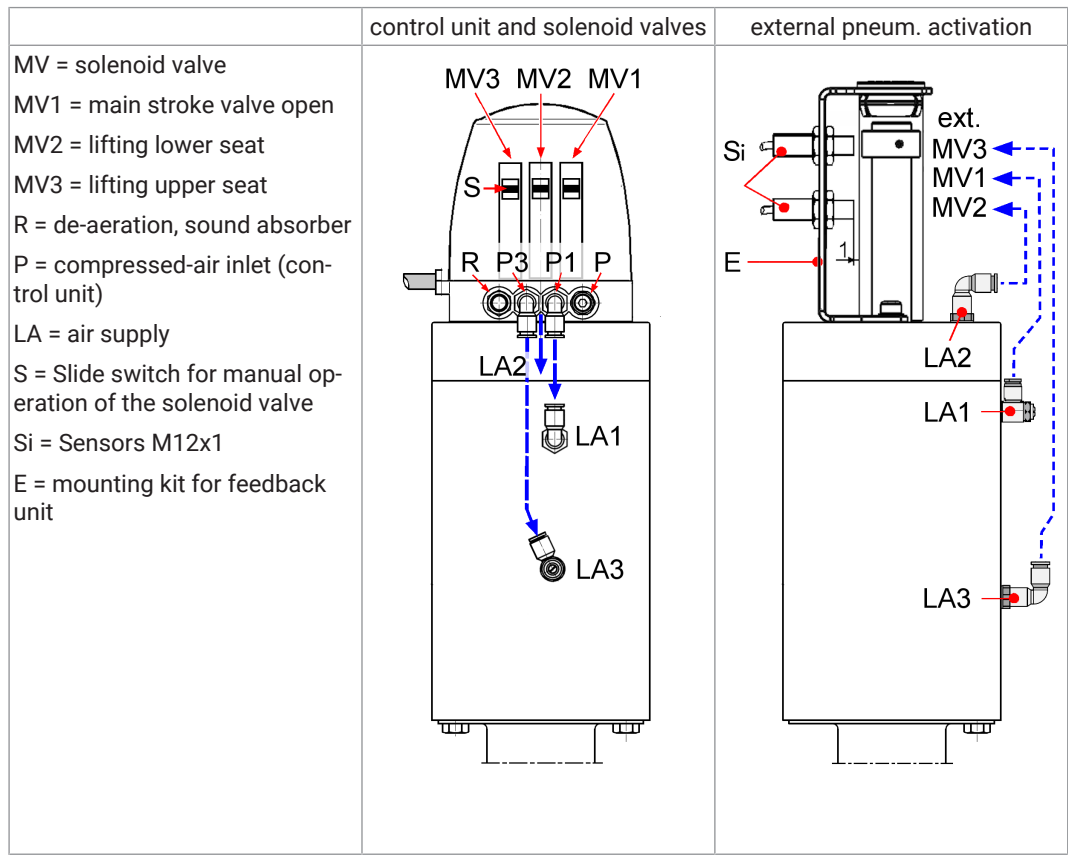 control unit and solenoid valves
external pneum. activation
MV = solenoid valve
MV1 = main stroke valve open
MV2 = lifting lower seat
MV3 = lifting upper seat
R = de-aeration, sound absorber
P = compressed-air inlet (con-
trol unit)
LA = air supply
S = Slide switch for manual op-
eration of the solenoid valve
Si = Sensors M12x1
E = mounting kit for feedback
unit
MV3 MV2 MV1
S
R P3 P1 P
LA2
LA1
LA3
ext.
Si
MV3
MV1
MV2
E
1
LA2
LA1
LA3